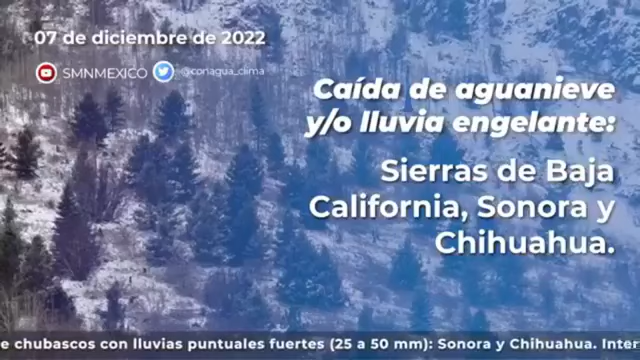 07 de diciembre de 2022
SMNMEXICO @conagua_clima
Caída de aguanieve
y/o lluvia engelante:
Sierras de Baja
California, Sonora y
Chihuahua.
e chubascos con lluvias puntuales fuertes (25 a 50 mm): Sonora y Chihuahua. Inter